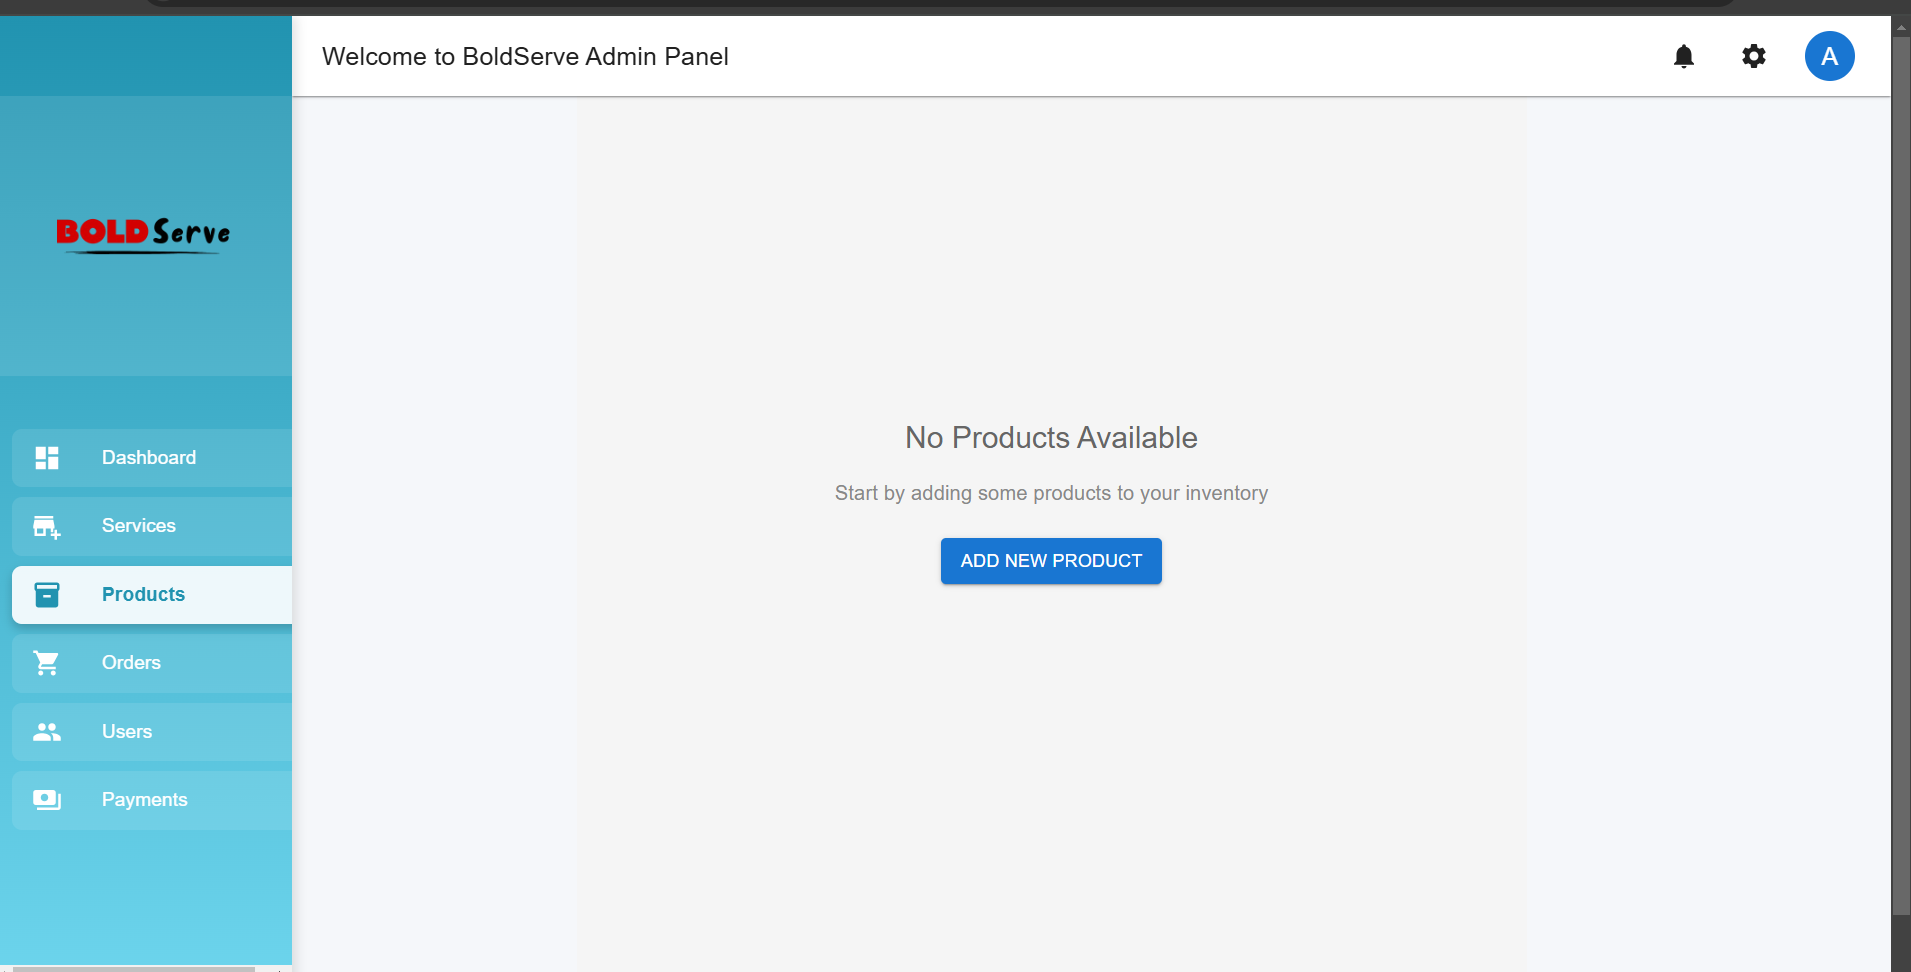 Welcome to BoldServe Admin Panel
A
BOLD Serve
Dashboard
Services
Products
Orders
Users
Payments
No Products Available
Start by adding some products to your inventory
ADD NEW PRODUCT